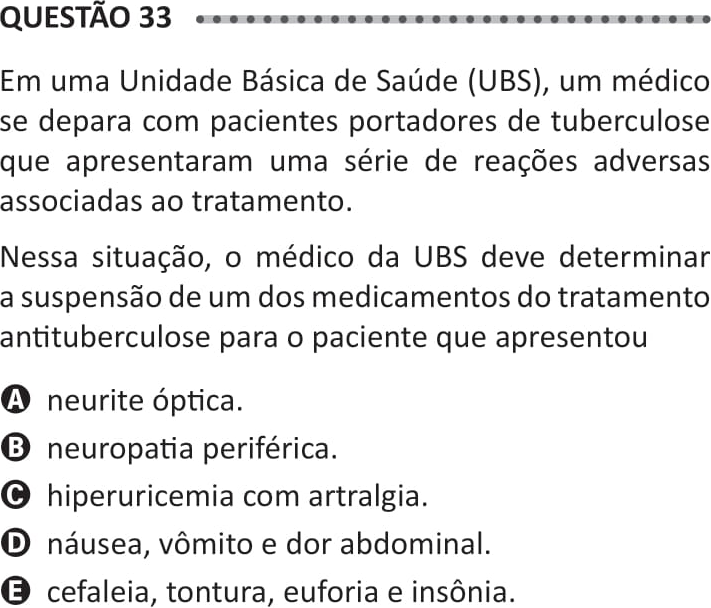 QUESTÃO 33
Em uma Unidade Básica de Saúde (UBS), um médico
se depara com pacientes portadores de tuberculose
que apresentaram uma série de reações adversas
associadas ao tratamento.
Nessa situação, o médico da UBS deve determinar
a suspensão de um dos medicamentos do tratamento
antituberculose para o paciente que apresentou
A neurite óptica.
B neuropatia periférica.
C hiperuricemia com artralgia.
D náusea, vômito e dor abdominal.
E cefaleia, tontura, euforia e insônia.